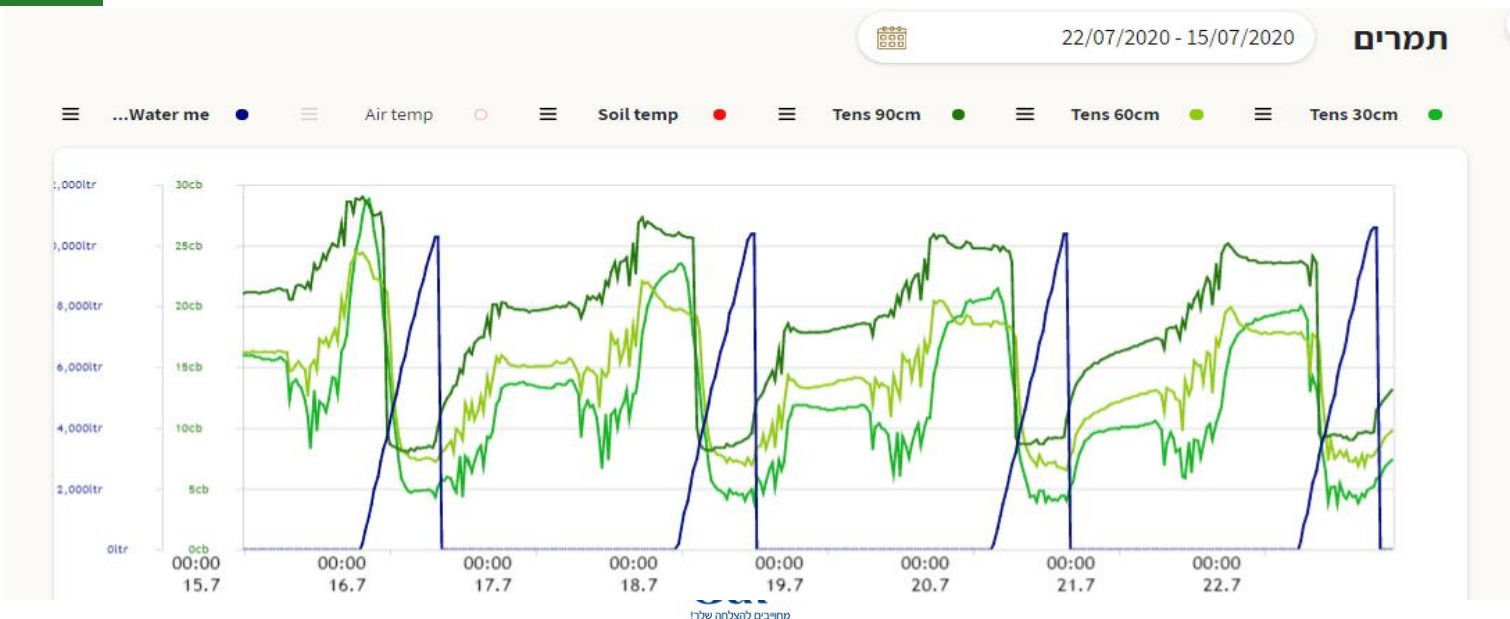 תמרים 22/07/2020 - 15/07/2020
Tens 30cm Tens 60cm Tens 90cm Soil temp Air temp Water me...
,000ltr 30cb
,000ltr 25cb
8,000ltr 20cb
6,000ltr 15cb
4,000ltr 10cb
2,000ltr 5cb
0ltr 0cb
00:00 00:00 00:00 00:00 00:00 00:00 00:00 00:00
15.7 16.7 17.7 18.7 19.7 20.7 21.7 22.7
מחוייבים להצלחה שלך!